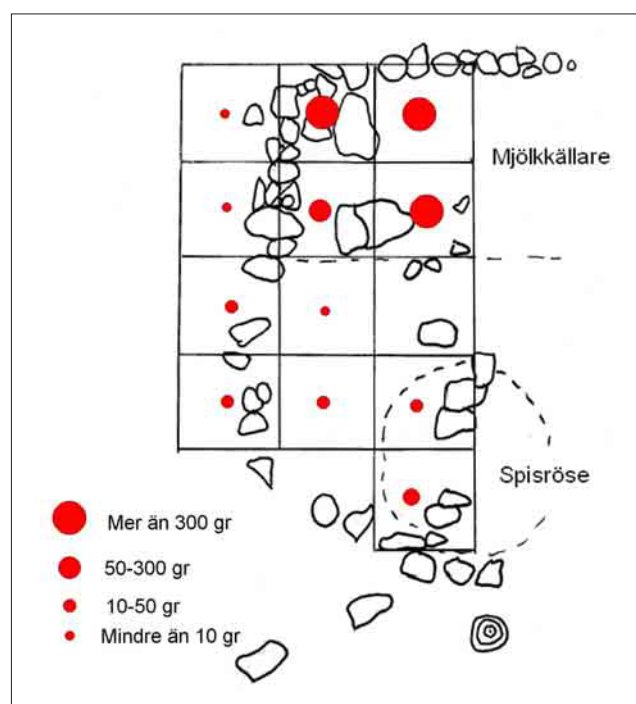 Mjölkkällare
Spisröse
Mer än 300 gr
50-300 gr
10-50 gr
Mindre än 10 gr